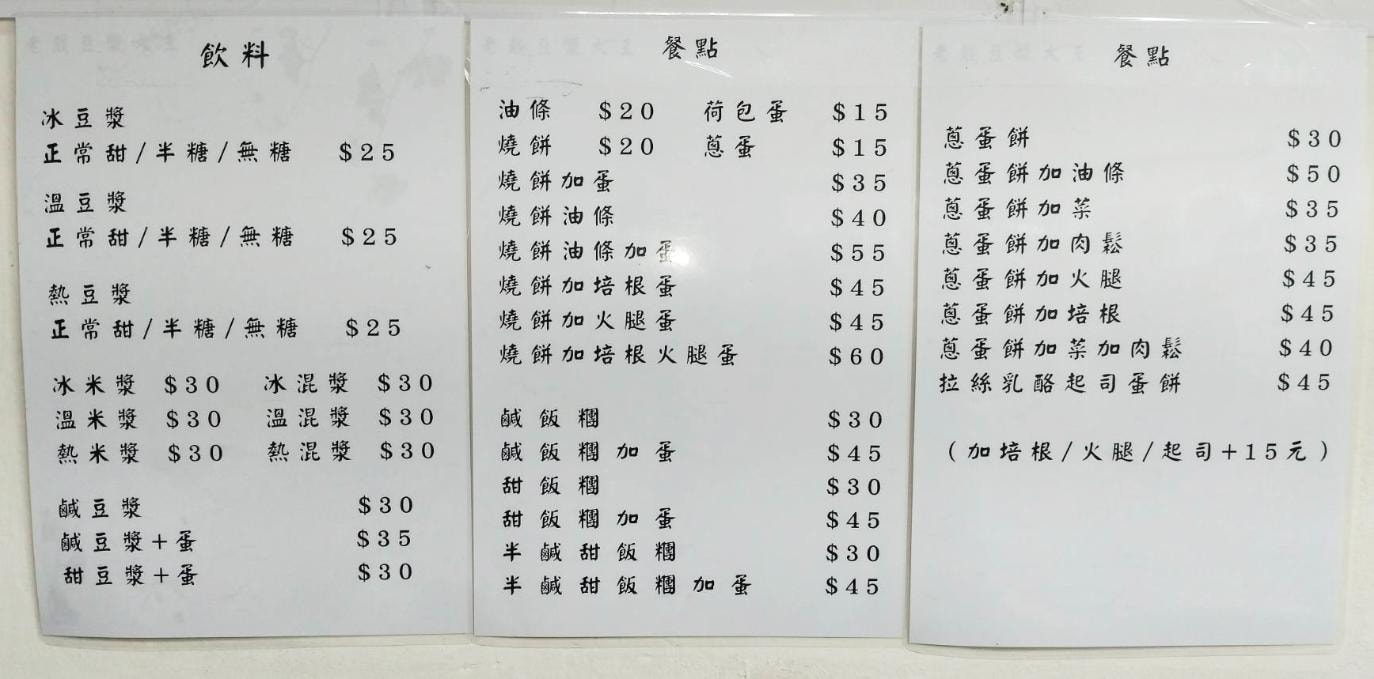 飲料
冰豆漿
正常甜/半糖/無糖 $25
溫豆漿
正常甜/半糖/無糖 $25
熱豆漿
正常甜/半糖/無糖 $25
冰米漿 $30 冰混漿 $30
溫米漿 $30 溫混漿 $30
熱米漿 $30 熱混漿 $30
鹹豆漿 $30
鹹豆漿+蛋 $35
甜豆漿+蛋 $30
餐點
油條 $20 荷包蛋 $15
燒餅 $20 蔥蛋 $15
燒餅加蛋 $35
燒餅油條 $40
燒餅油條加蛋 $55
燒餅加培根蛋 $45
燒餅加火腿蛋 $45
燒餅加培根火腿蛋 $60
鹹飯糰 $30
鹹飯糰加蛋 $45
甜飯糰 $30
甜飯糰加蛋 $45
半鹹甜飯糰 $30
半鹹甜飯糰加蛋 $45
餐點
蔥蛋餅 $30
蔥蛋餅加油條 $50
蔥蛋餅加菜 $35
蔥蛋餅加肉鬆 $35
蔥蛋餅加火腿 $45
蔥蛋餅加培根 $45
蔥蛋餅加菜加肉鬆 $40
拉絲乳酪起司蛋餅 $45
(加培根/火腿/起司+15元)